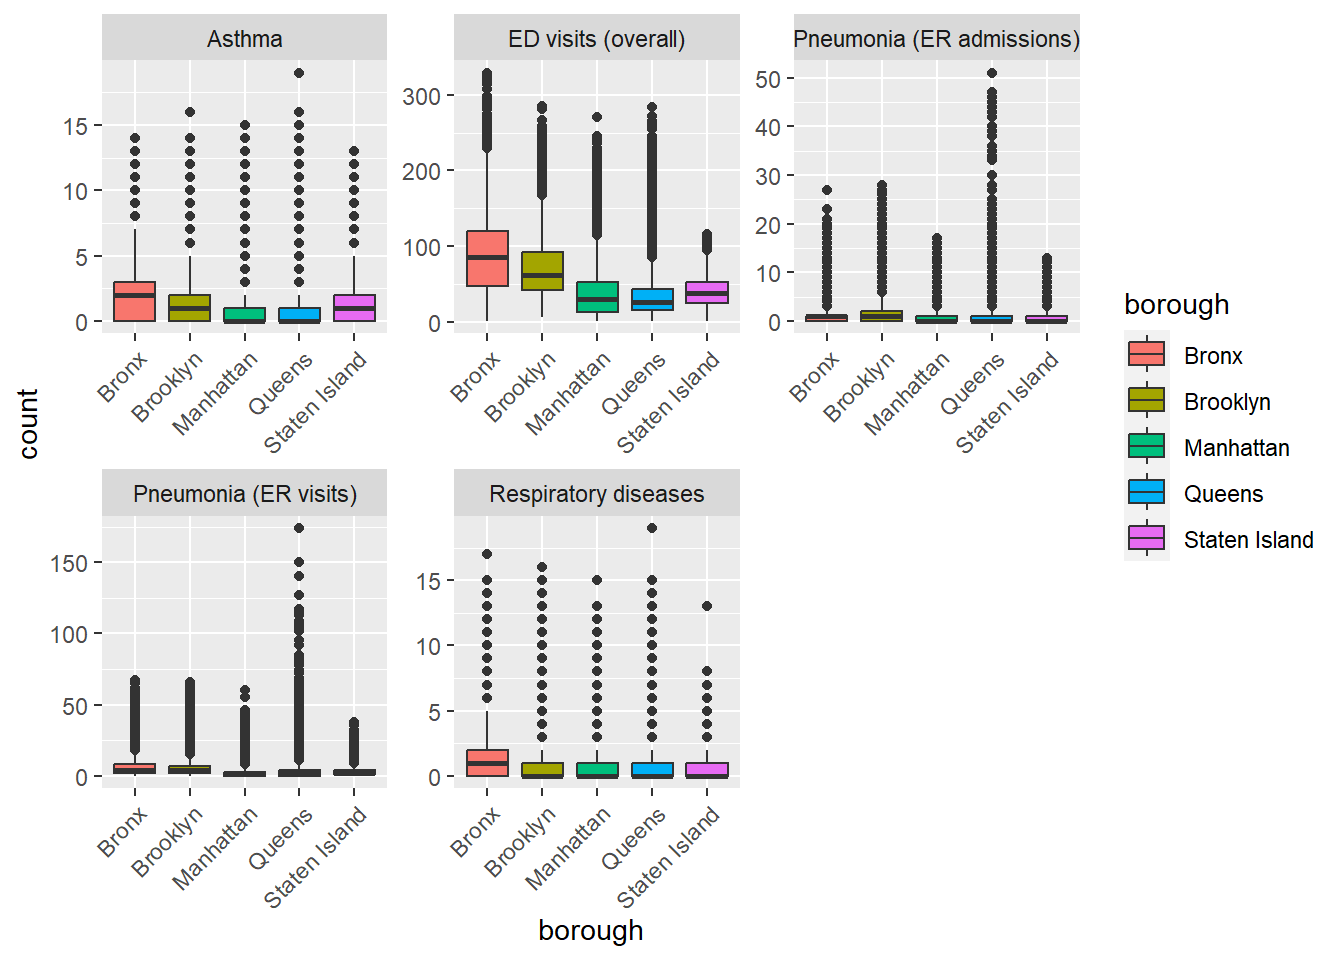 Asthma
ED visits (overall)
Pneumonia (ER admissions)
15
10
5
0
300
200
100
0
50
40
30
20
10
0
Bronx
Brooklyn
Manhattan
Queens
Staten Island
Bronx
Brooklyn
Manhattan
Queens
Staten Island
Bronx
Brooklyn
Manhattan
Queens
Staten Island
count
Pneumonia (ER visits)
Respiratory diseases
150
100
50
0
15
10
5
0
Bronx
Brooklyn
Manhattan
Queens
Staten Island
Bronx
Brooklyn
Manhattan
Queens
Staten Island
borough
borough
Bronx
Brooklyn
Manhattan
Queens
Staten Island